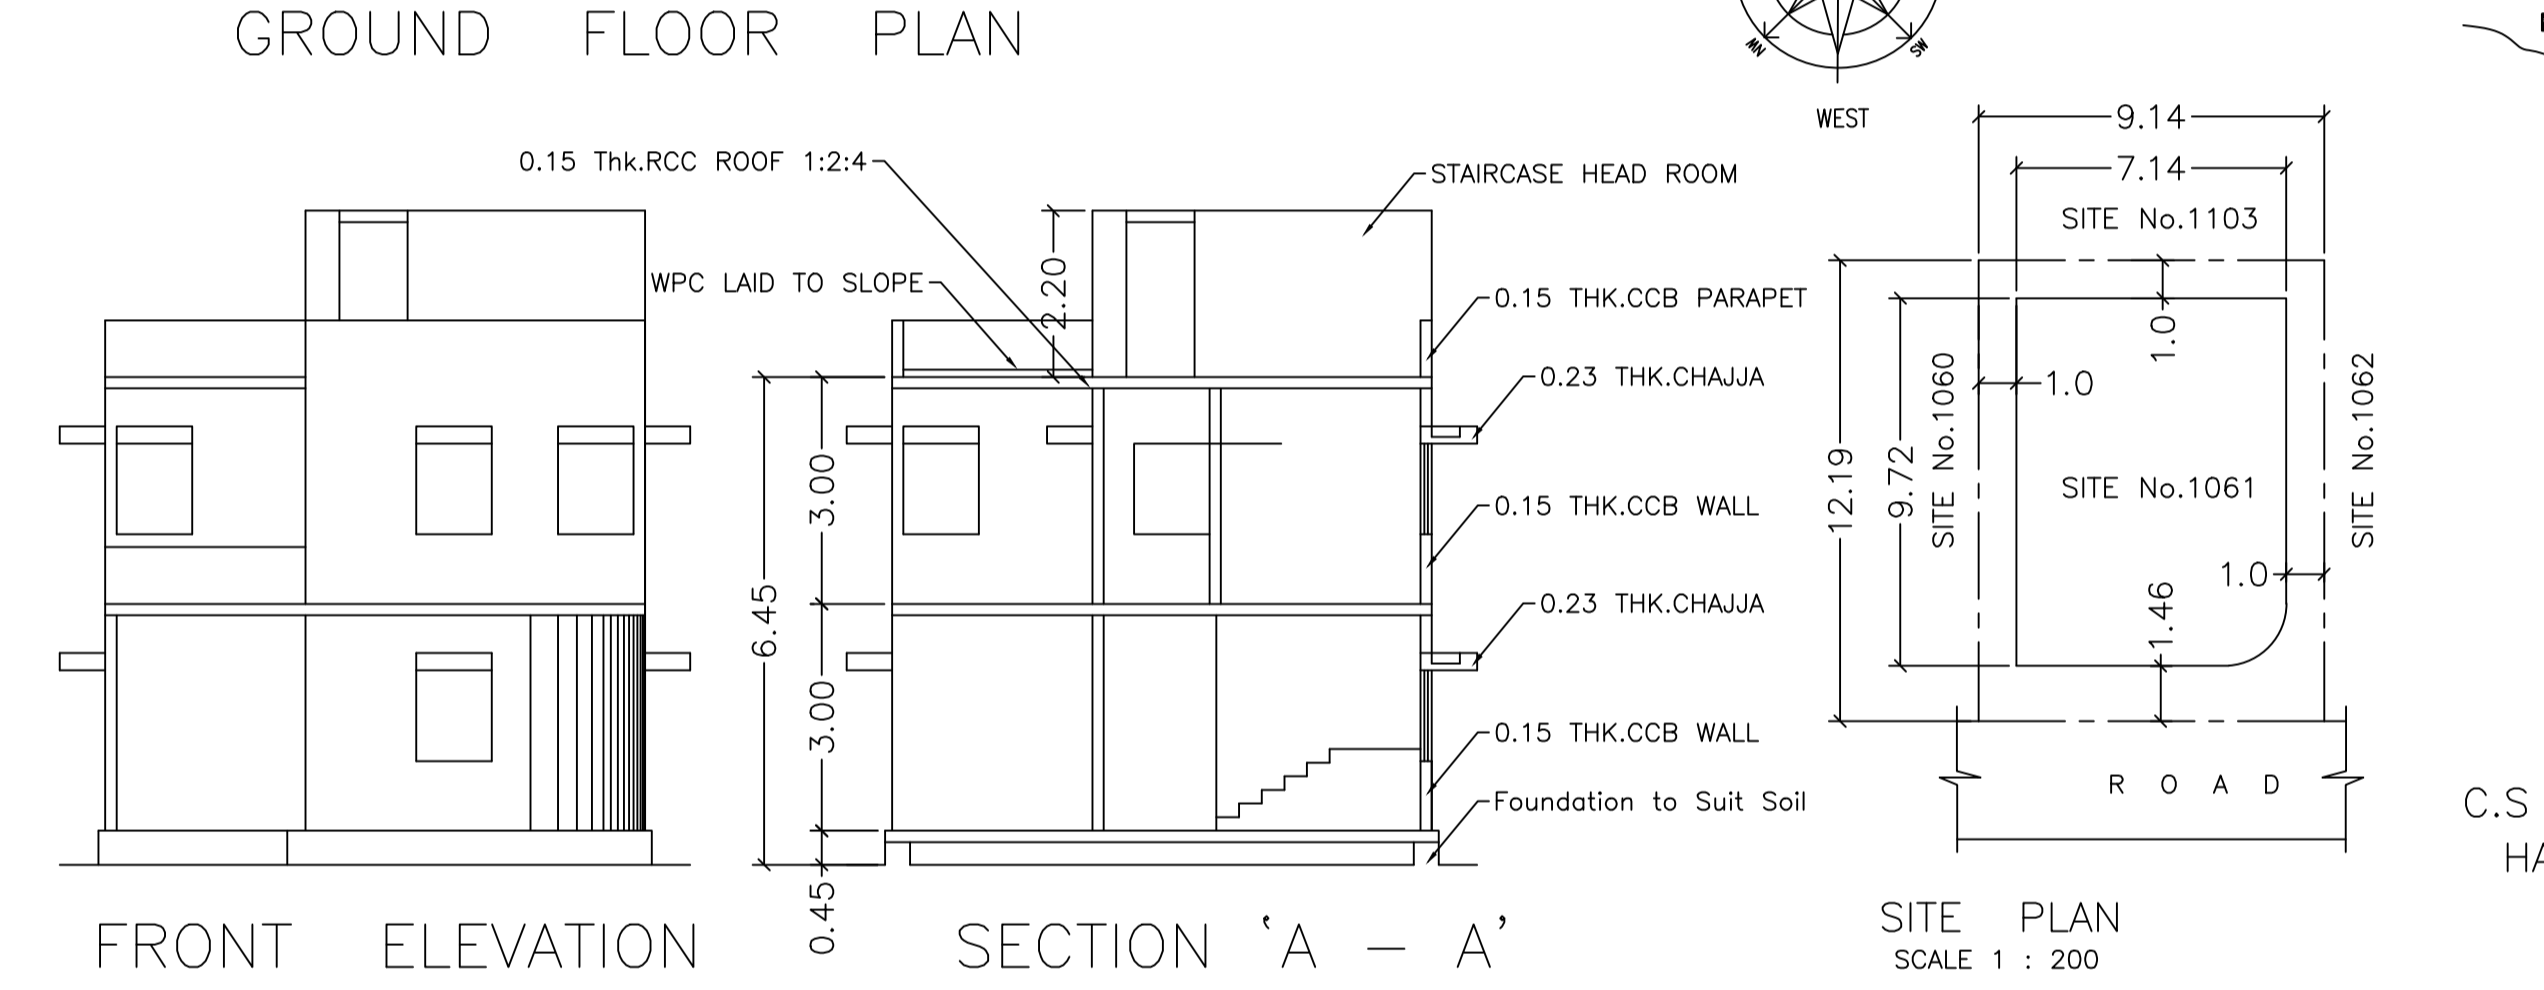 GROUND FLOOR PLAN
NW
SW
WEST
0.15 Thk.RCC ROOF 1:2:4
WPC LAID TO SLOPE
2.20
STAIRCASE HEAD ROOM
0.15 THK.CCB PARAPET
0.23 THK.CHAJJA
0.15 THK.CCB WALL
0.23 THK.CHAJJA
0.15 THK.CCB WALL
Foundation to Suit Soil
6.45
3.00
3.00
0.45
FRONT ELEVATION
SECTION ‘A – A’
9.14
7.14
SITE No.1103
1.0
12.19
9.72
SITE No.1060
1.0
SITE No.1061
SITE No.1062
1.0
1.46
R O A D
SITE PLAN
SCALE 1 : 200
C.S